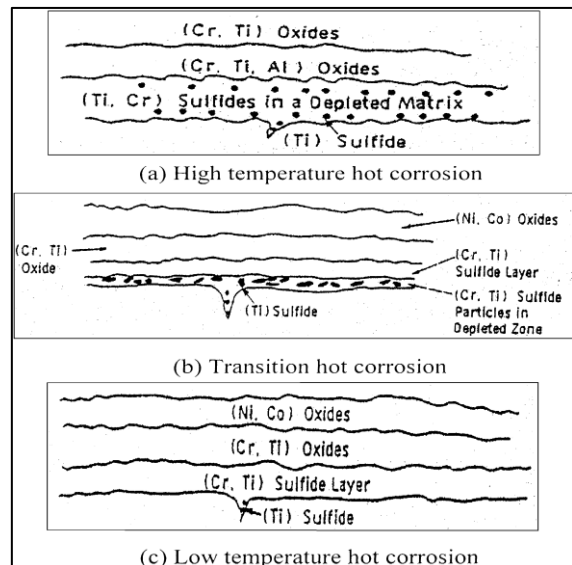 (Cr, Ti) Oxides
(Cr, Ti, Al) Oxides
(Ti, Cr) Sulfides in a Depleted Matrix
(Ti) Sulfide
(a) High temperature hot corrosion
(Ni, Co) Oxides
(Cr, Ti)
Oxide
(Cr, Ti)
Sulfide Layer
(Ti) Sulfide
(Cr, Ti) Sulfide
Particles in
Depleted Zone
(b) Transition hot corrosion
(Ni, Co) Oxides
(Cr, Ti) Oxides
(Cr, Ti) Sulfide Layer
(Ti) Sulfide
(c) Low temperature hot corrosion